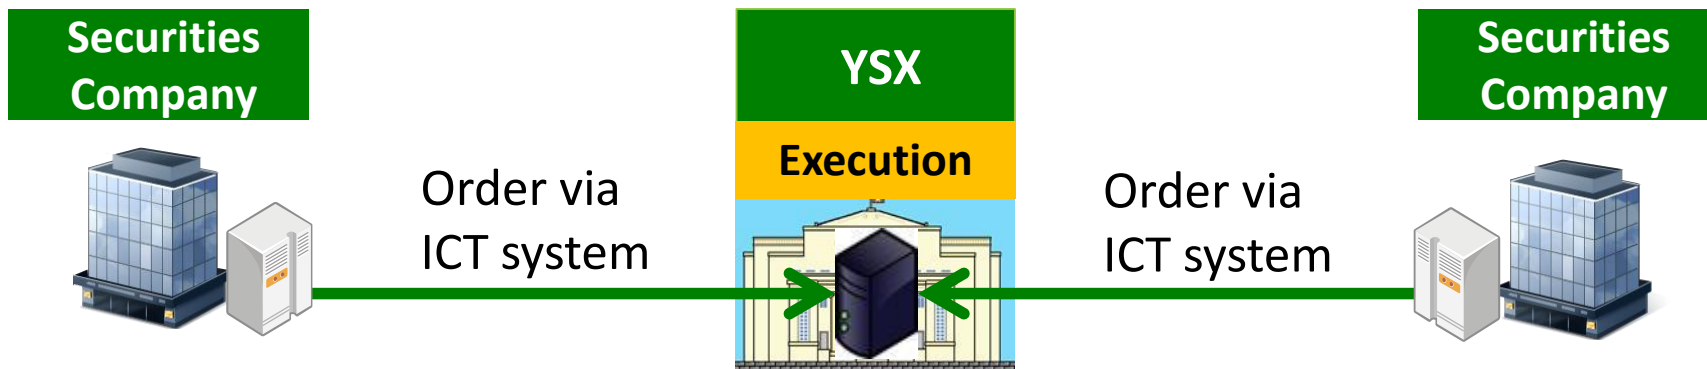 Securities
Company
YSX
Execution
Order via
ICT system
Order via
ICT system
Securities
Company